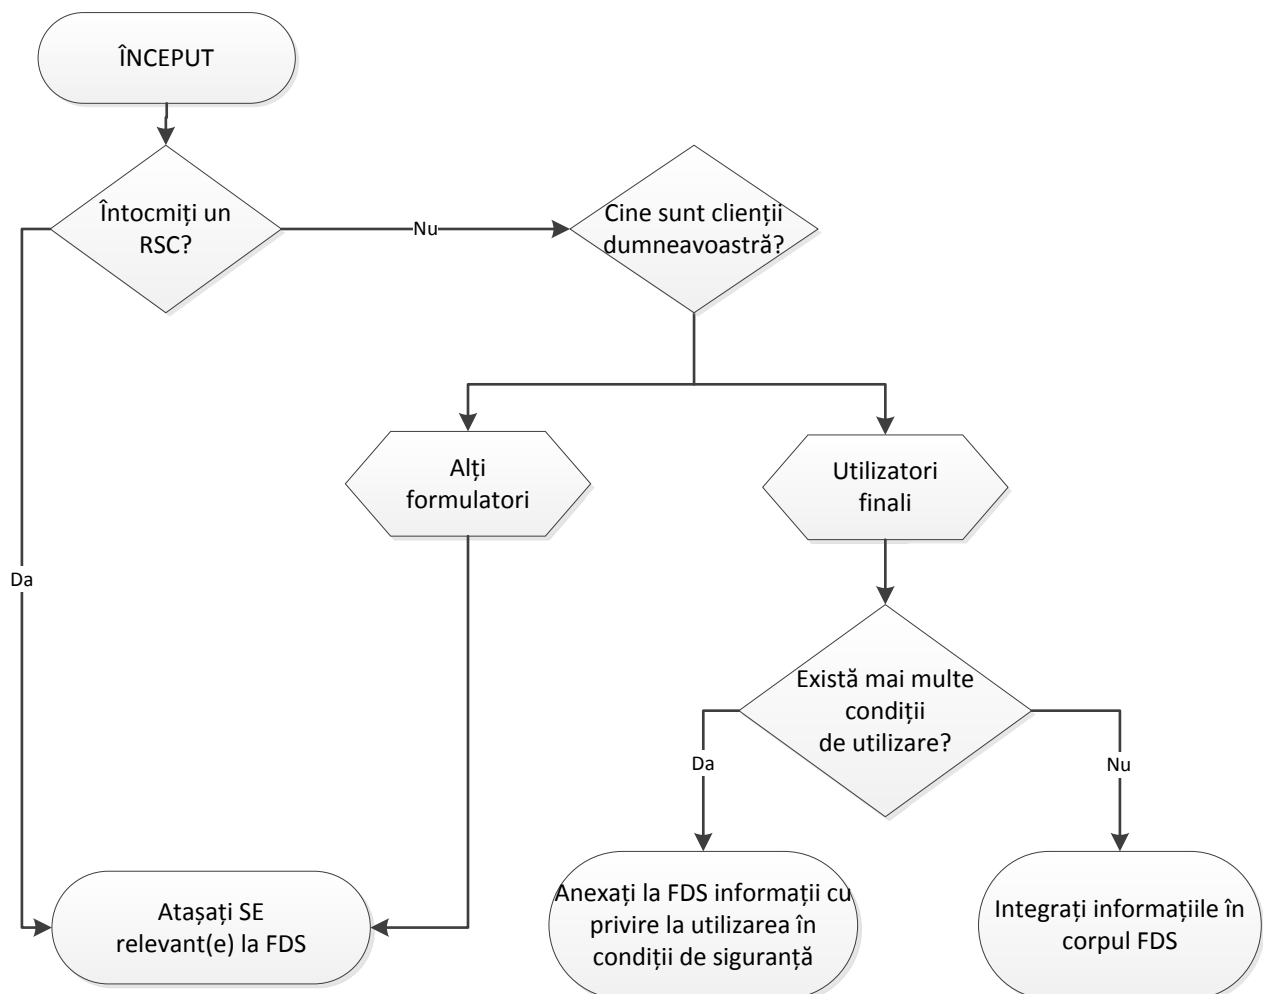 ÎNCEPUT
Întocmiți un
RSC?
Nu
Cine sunt clienții
dumneavoastră?
Alți
formulatori
Utilizatori
finali
Da
Există mai multe
condiții
de utilizare?
Da
Nu
Atașați SE
relevant(e) la FDS
Anexați la FDS informații cu
privire la utilizarea în
condiții de siguranță
Integrați informațiile în
corpul FDS